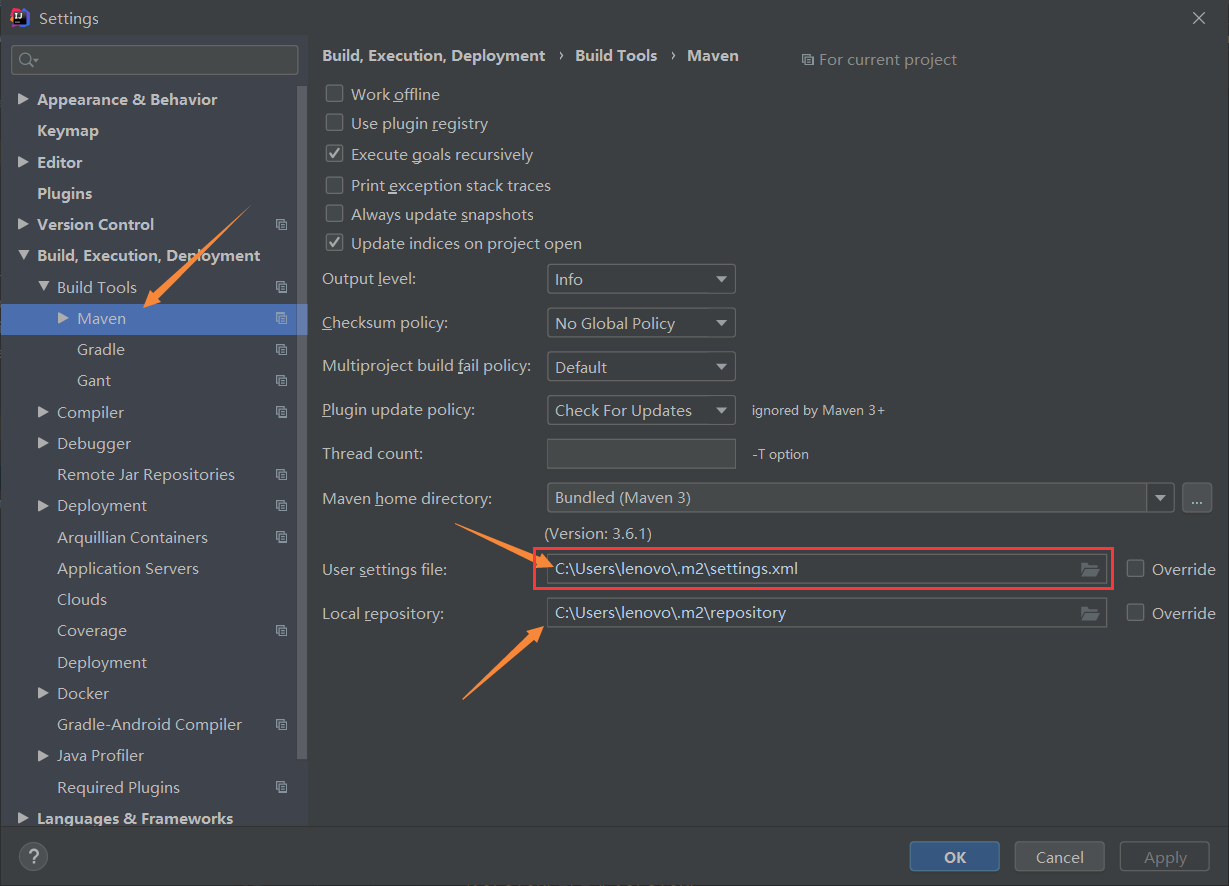 Settings
Appearance & Behavior
Keymap
Editor
Plugins
Version Control
Build, Execution, Deployment
Build Tools
Maven
Gradle
Gant
Compiler
Debugger
Remote Jar Repositories
Deployment
Arquillian Containers
Application Servers
Clouds
Coverage
Deployment
Docker
Gradle-Android Compiler
Java Profiler
Required Plugins
Languages & Frameworks
Build, Execution, Deployment › Build Tools › Maven For current project
Work offline
Use plugin registry
Execute goals recursively
Print exception stack traces
Always update snapshots
Update indices on project open
Output level: Info
Checksum policy: No Global Policy
Multiproject build fail policy: Default
Plugin update policy: Check For Updates ignored by Maven 3+
Thread count: -T option
Maven home directory: Bundled (Maven 3) ...
(Version: 3.6.1)
User settings file: C:\Users\lenovo\.m2\settings.xml Override
Local repository: C:\Users\lenovo\.m2\repository Override
? OK Cancel Apply